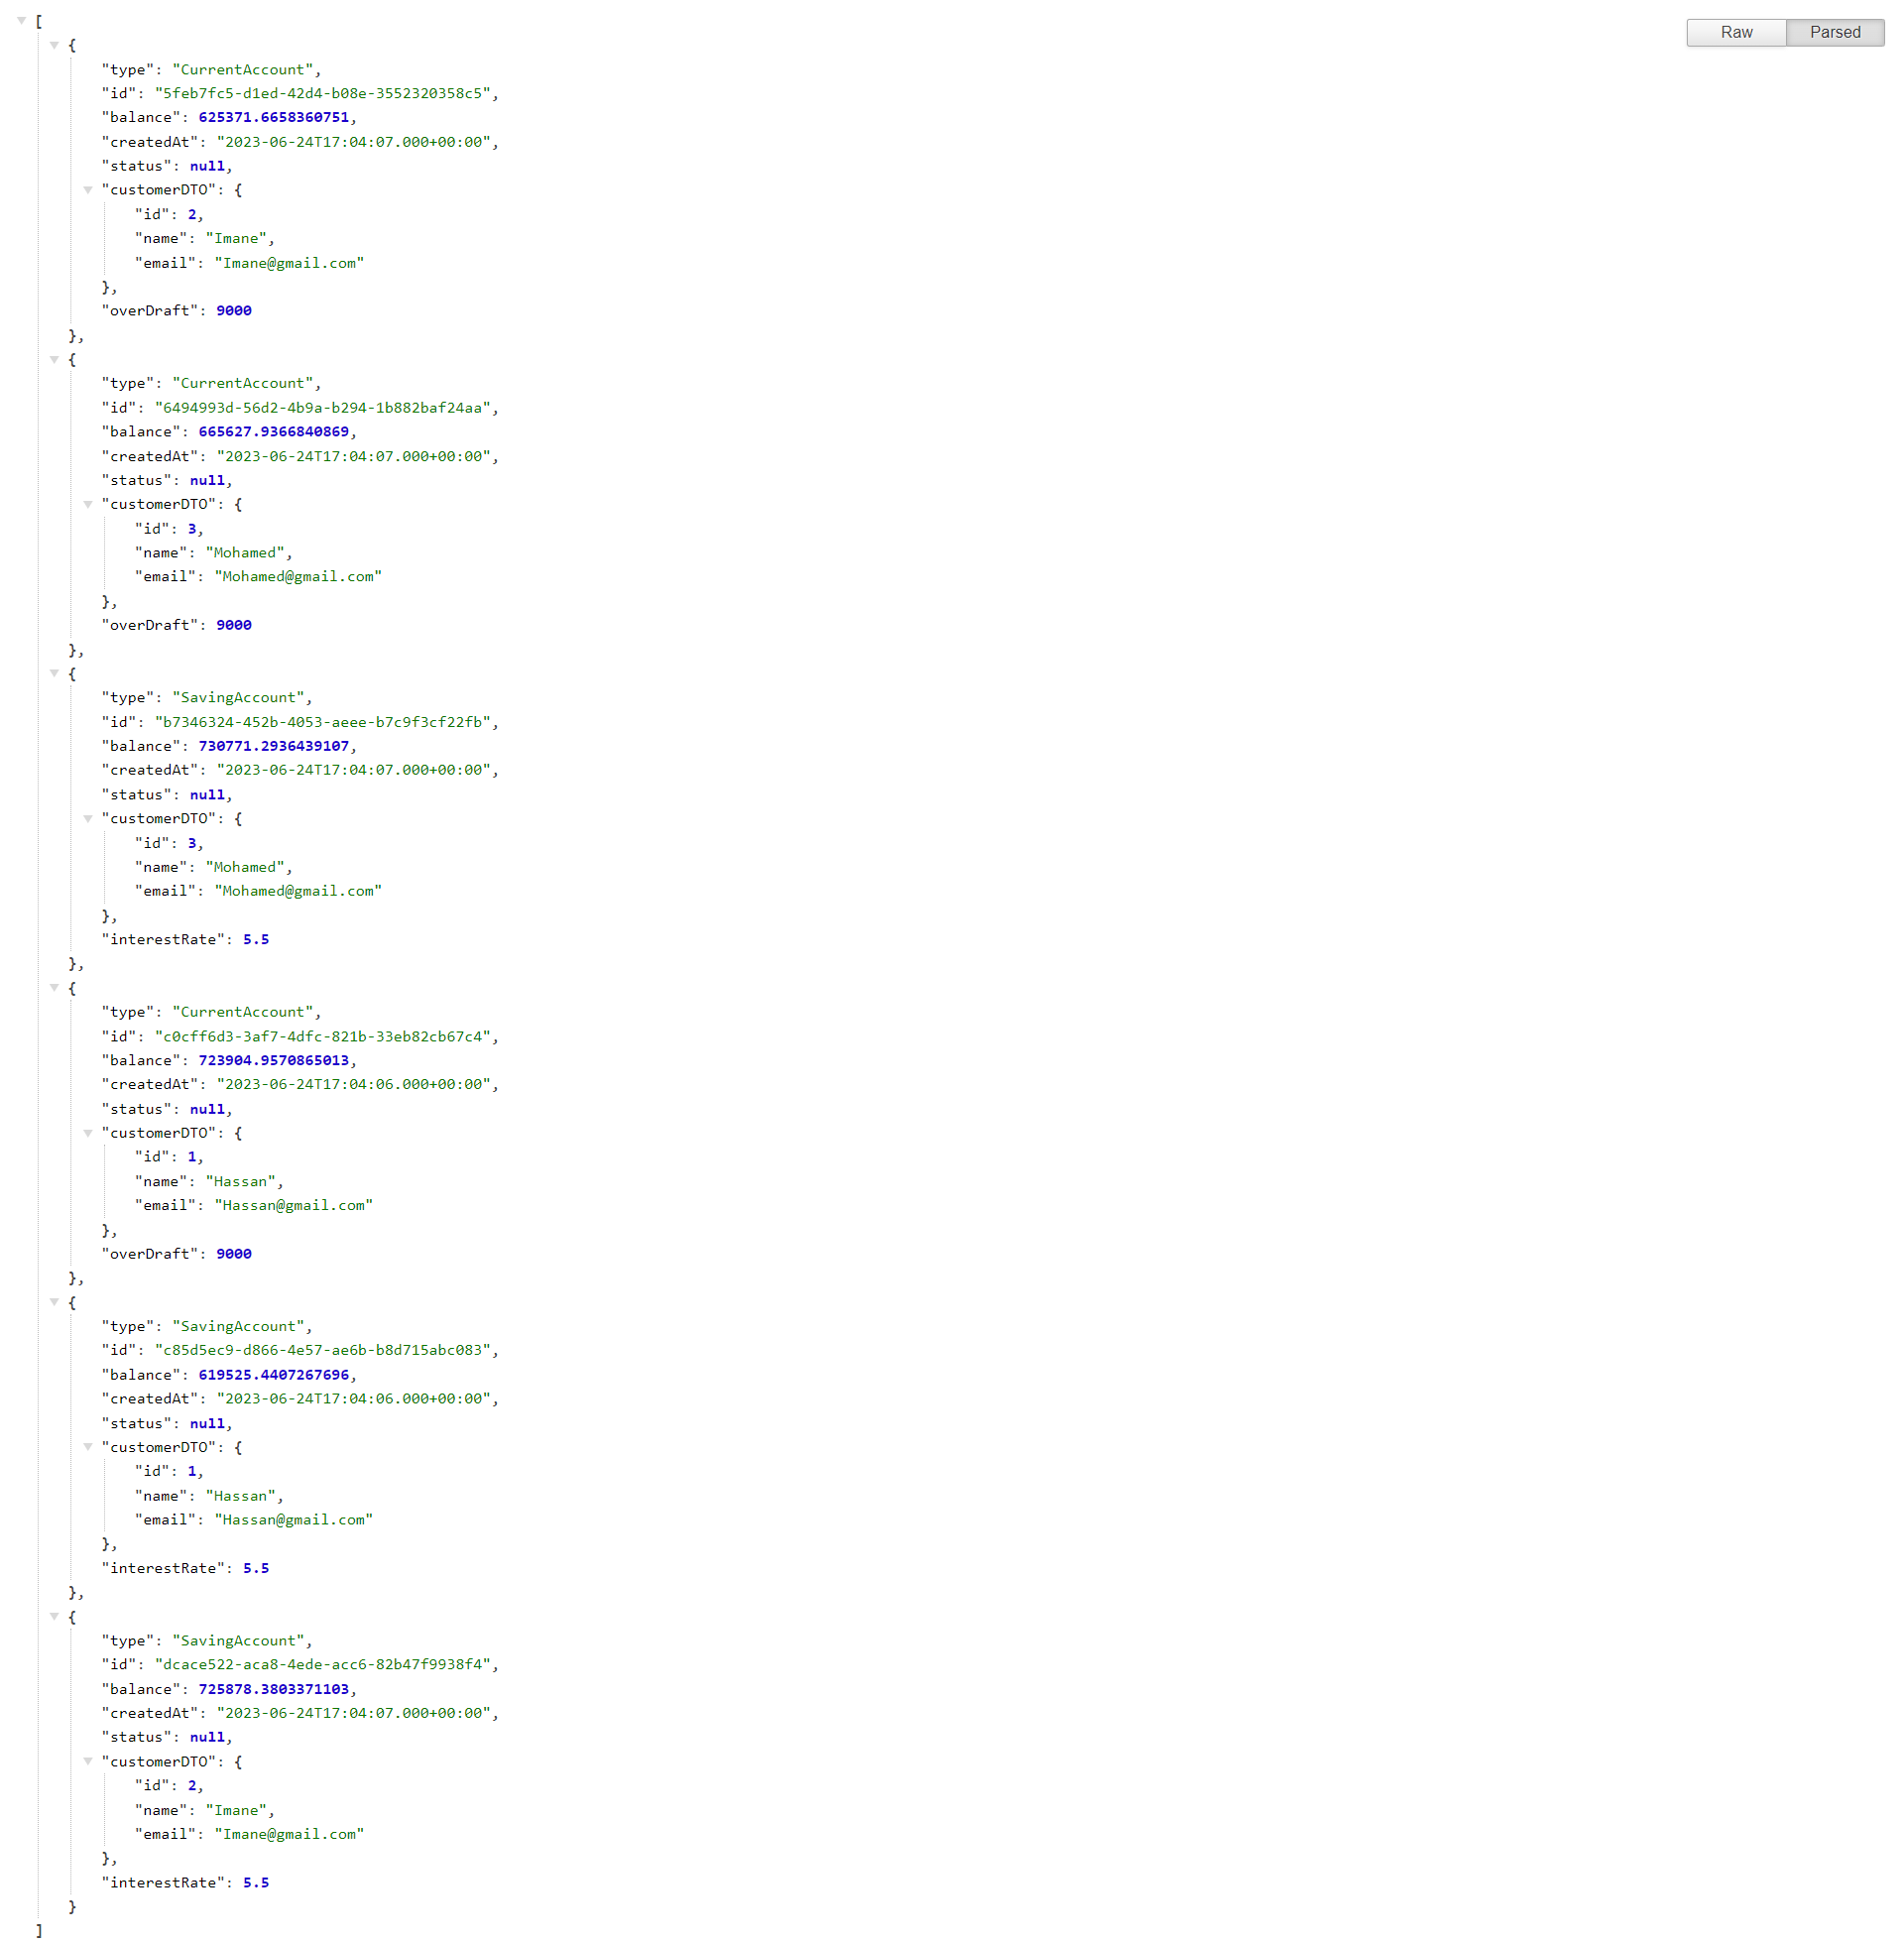 [
Raw Parsed
{
"type": "CurrentAccount",
"id": "5feb7fc5-d1ed-42d4-b08e-3552320358c5",
"balance": 625371.6658360751,
"createdAt": "2023-06-24T17:04:07.000+00:00",
"status": null,
"customerDTO": {
"id": 2,
"name": "Imane",
"email": "Imane@gmail.com"
},
"overDraft": 9000
},
{
"type": "CurrentAccount",
"id": "6494993d-56d2-4b9a-b294-1b882baf24aa",
"balance": 665627.9366840869,
"createdAt": "2023-06-24T17:04:07.000+00:00",
"status": null,
"customerDTO": {
"id": 3,
"name": "Mohamed",
"email": "Mohamed@gmail.com"
},
"overDraft": 9000
},
{
"type": "SavingAccount",
"id": "b7346324-452b-4053-aeee-b7c9f3cf22fb",
"balance": 730771.2936439107,
"createdAt": "2023-06-24T17:04:07.000+00:00",
"status": null,
"customerDTO": {
"id": 3,
"name": "Mohamed",
"email": "Mohamed@gmail.com"
},
"interestRate": 5.5
},
{
"type": "CurrentAccount",
"id": "c0cff6d3-3af7-4dfc-821b-33eb82cb67c4",
"balance": 723904.9570865013,
"createdAt": "2023-06-24T17:04:06.000+00:00",
"status": null,
"customerDTO": {
"id": 1,
"name": "Hassan",
"email": "Hassan@gmail.com"
},
"overDraft": 9000
},
{
"type": "SavingAccount",
"id": "c85d5ec9-d866-4e57-ae6b-b8d715abc083",
"balance": 619525.4407267696,
"createdAt": "2023-06-24T17:04:06.000+00:00",
"status": null,
"customerDTO": {
"id": 1,
"name": "Hassan",
"email": "Hassan@gmail.com"
},
"interestRate": 5.5
},
{
"type": "SavingAccount",
"id": "dcace522-aca8-4ede-acc6-82b47f9938f4",
"balance": 725878.3803371103,
"createdAt": "2023-06-24T17:04:07.000+00:00",
"status": null,
"customerDTO": {
"id": 2,
"name": "Imane",
"email": "Imane@gmail.com"
},
"interestRate": 5.5
}
]